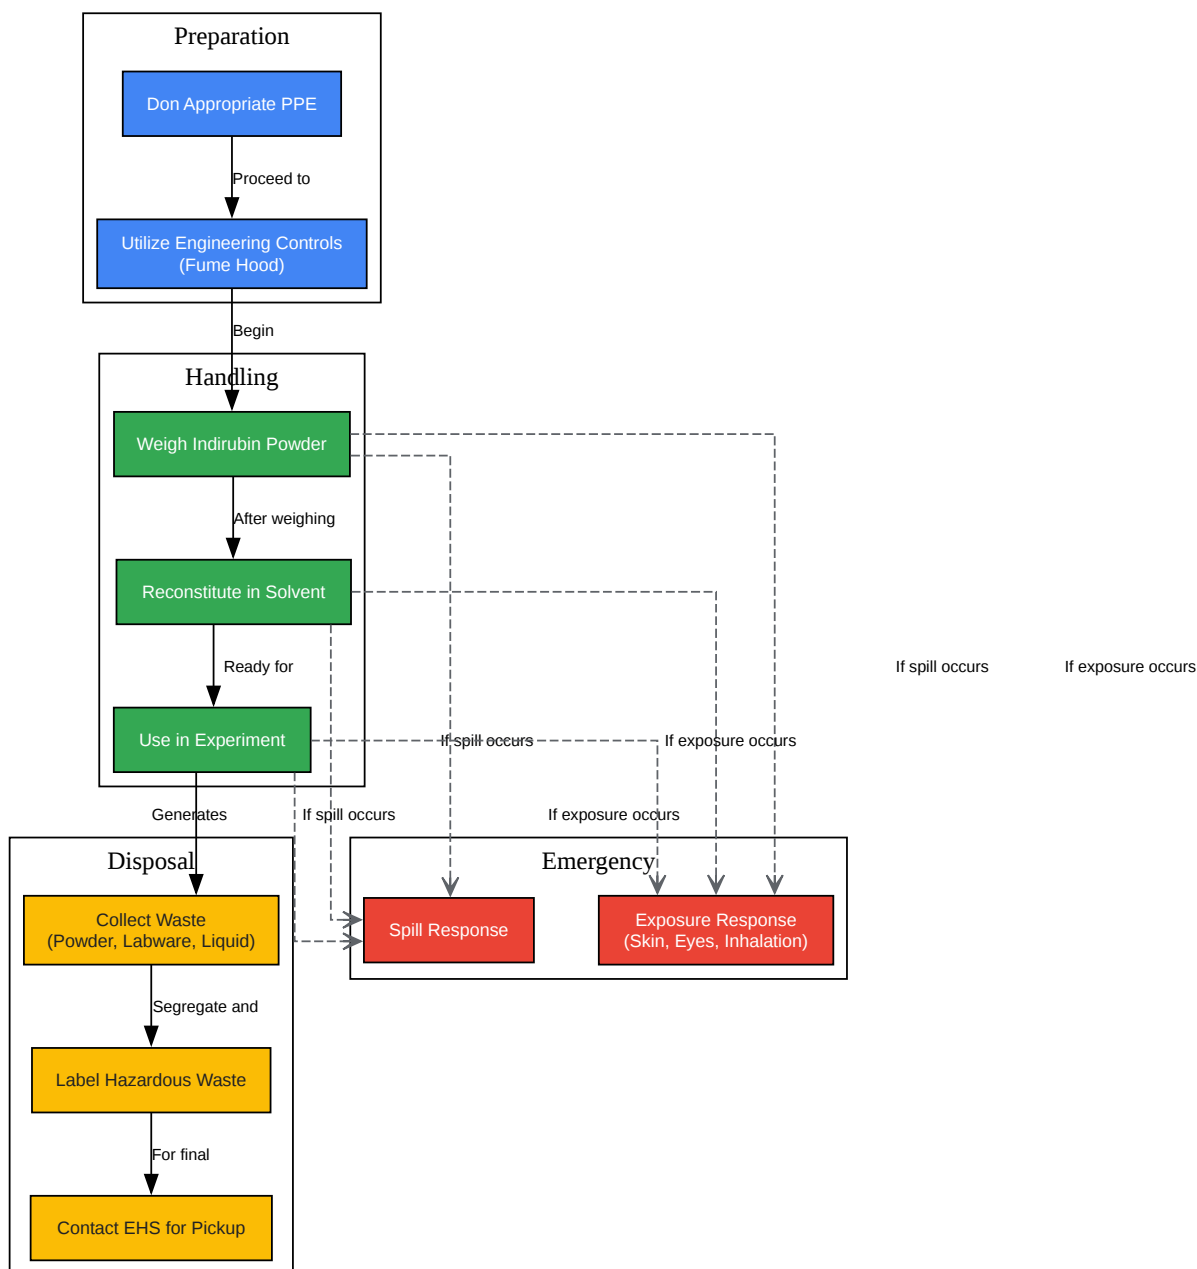 Preparation
Don Appropriate PPE
Proceed to
Utilize Engineering Controls
(Fume Hood)
Begin
Handling
Weigh Indirubin Powder
After weighing
Reconstitute in Solvent
Ready for
If spill occurs
If exposure occurs
Use in Experiment
If spill occurs
If exposure occurs
Generates
If spill occurs
If exposure occurs
Disposal
Emergency
Collect Waste
(Powder, Labware, Liquid)
Spill Response
Exposure Response
(Skin, Eyes, Inhalation)
Segregate and
Label Hazardous Waste
For final
Contact EHS for Pickup